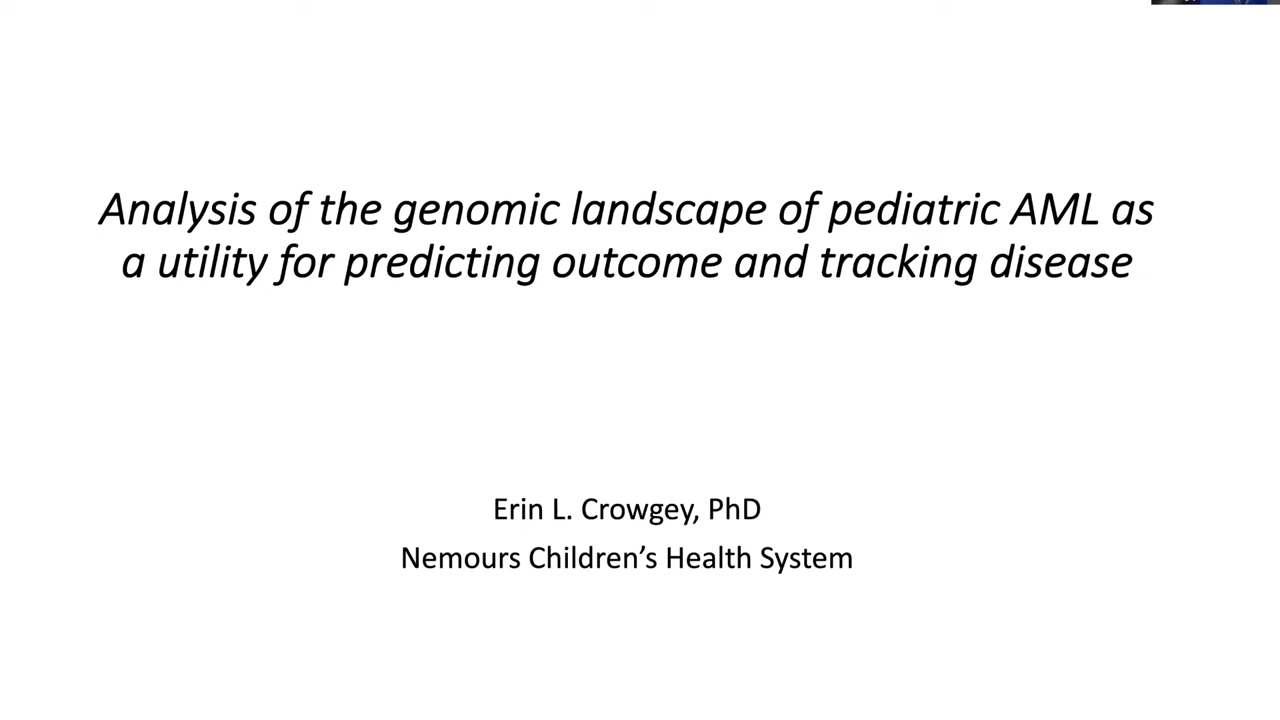 Analysis of the genomic landscape of pediatric AML as
a utility for predicting outcome and tracking disease
Erin L. Crowgey, PhD
Nemours Children’s Health System